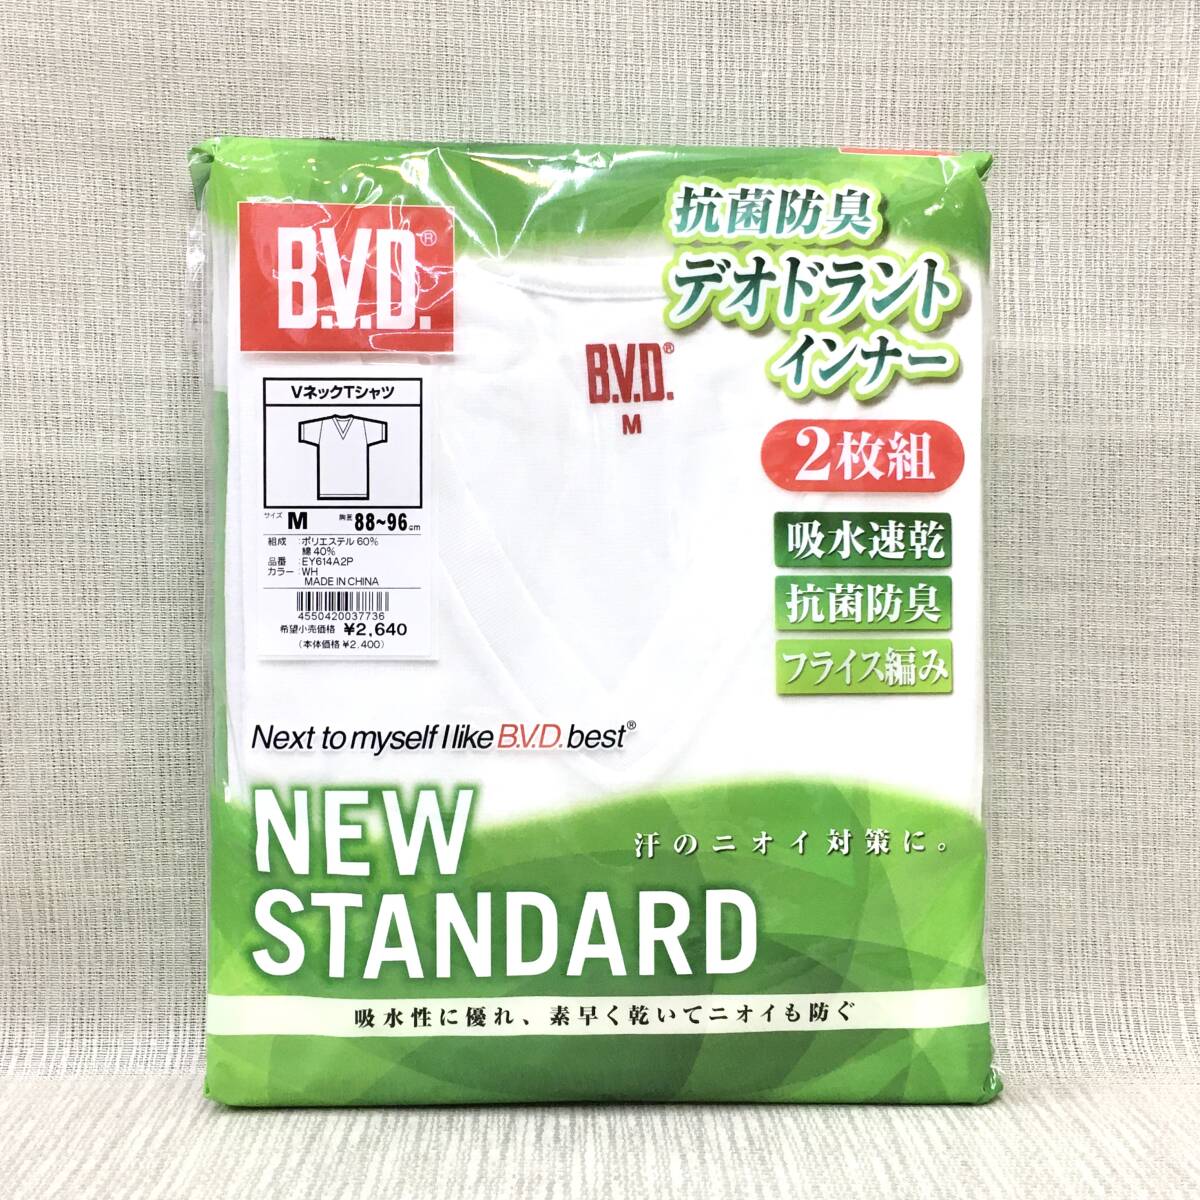 B.V.D.®
VネックTシャツ
サイズ M 胸囲 88~96cm
組成 :ポリエステル 60%
綿 40%
品番 :EY614A2P
カラー :WH
MADE IN CHINA
4550420037736
希望小売価格 ¥2,640
(本体価格 ¥2,400)
B.V.D.®
M
抗菌防臭
デオドラント
インナー
2枚組
吸水速乾
抗菌防臭
フライス編み
Next to myself I like B.V.D. best®
NEW
STANDARD
汗のニオイ対策に。
吸水性に優れ、素早く乾いてニオイも防ぐ